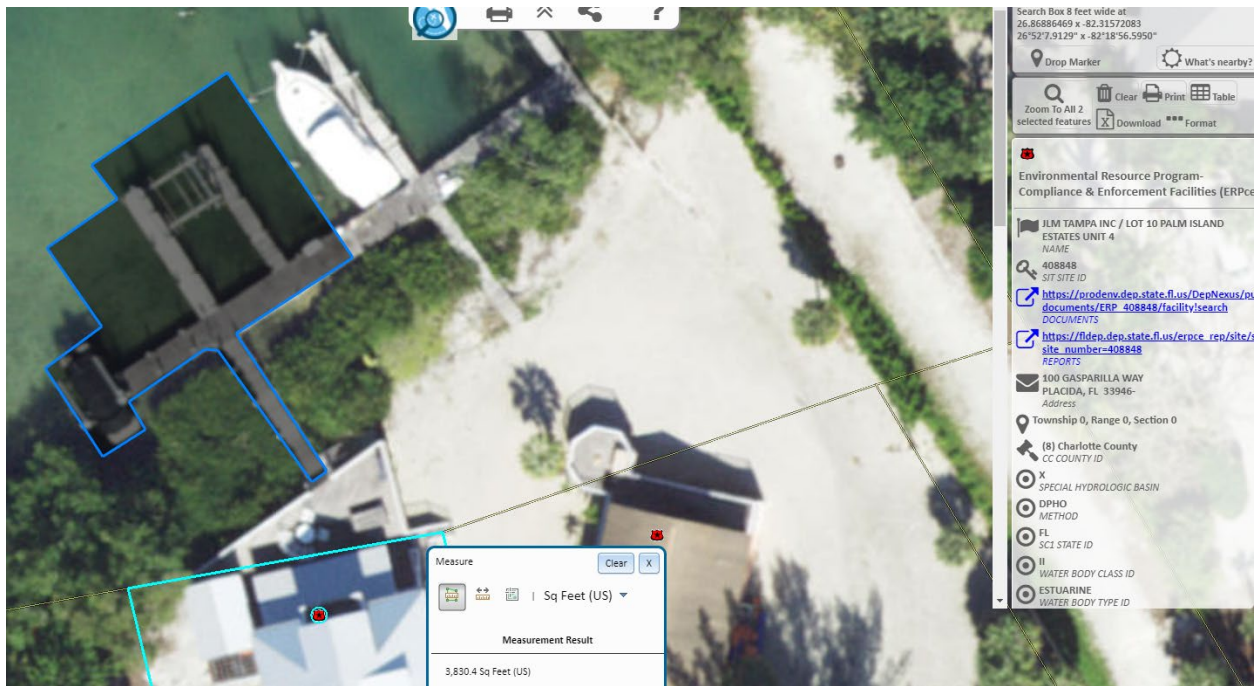 ?
Search Box 8 feet wide at
26.86886469 x -82.31572083
26°52'7.9129" x -82°18'56.5950"
Drop Marker
What's nearby?
Zoom To All 2
selected features
Clear
Print
Table
Download
Format
Environmental Resource Program-
Compliance & Enforcement Facilities (ERPce
JLM TAMPA INC / LOT 10 PALM ISLAND
ESTATES UNIT 4
NAME
408848
SIT SITE ID
https://prodenv.dep.state.fl.us/DepNexus/pu
documents/ERP_408848/facility!search
DOCUMENTS
https://fldep.dep.state.fl.us/erpce_rep/site/s
site_number=408848
REPORTS
100 GASPARILLA WAY
PLACIDA, FL 33946-
Address
Township 0, Range 0, Section 0
(8) Charlotte County
CC COUNTY ID
X
SPECIAL HYDROLOGIC BASIN
DPHO
METHOD
FL
SC1 STATE ID
II
WATER BODY CLASS ID
ESTUARINE
WATER BODY TYPE ID
Measure
Clear
X
Sq Feet (US)
Measurement Result
3,830.4 Sq Feet (US)